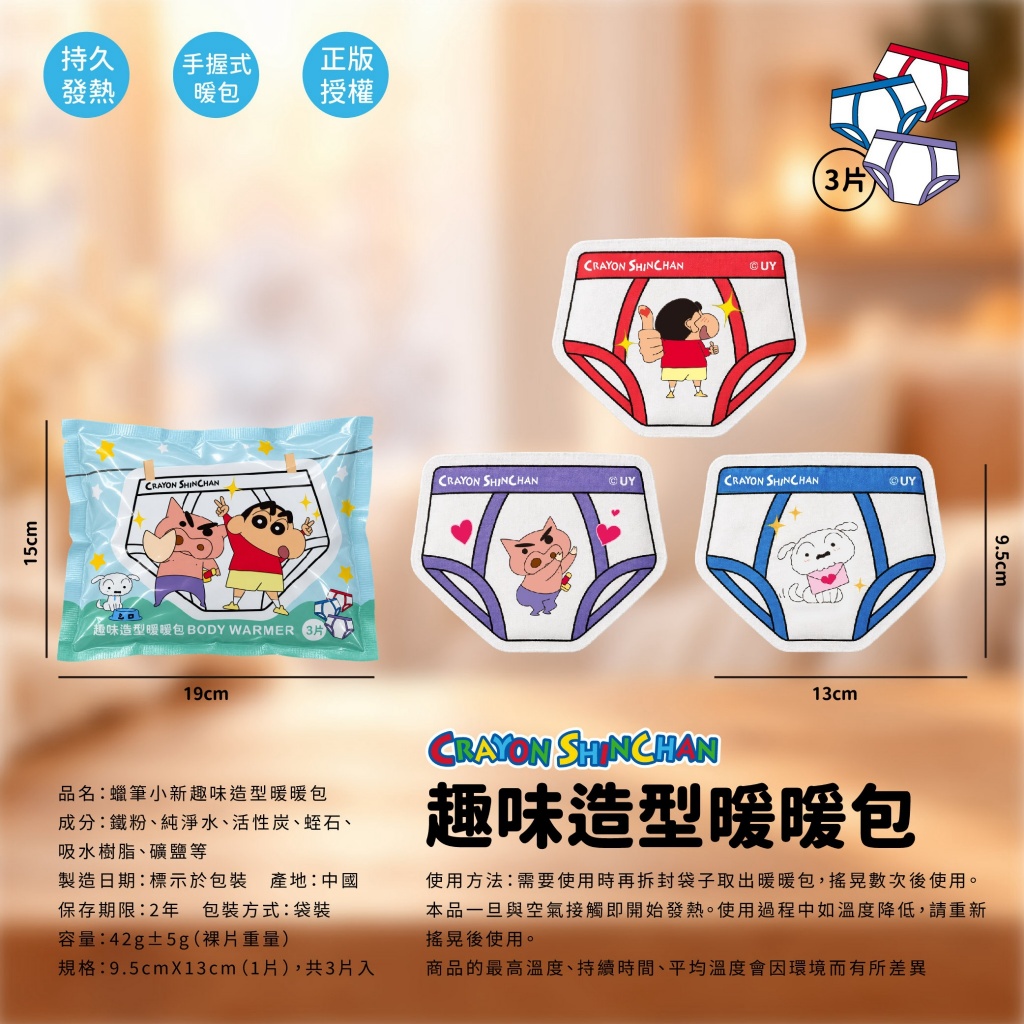 持久
發熱
手握式
暖包
正版
授權
3片
CRAYON SHINCHAN ©UY
CRAYON SHINCHAN ©UY
CRAYON SHINCHAN ©UY
CRAYON SHINCHAN
趣味造型暖暖包 BODY WARMER 3片
15cm
19cm
9.5cm
13cm
CRAYON SHINCHAN
趣味造型暖暖包
品名:蠟筆小新趣味造型暖暖包
成分:鐵粉、純淨水、活性炭、蛭石、
吸水樹脂、礦鹽等
製造日期:標示於包裝 產地:中國
保存期限:2年 包裝方式:袋裝
容量:42g±5g(裸片重量)
規格:9.5cmX13cm(1片),共3片入
使用方法:需要使用時再拆封袋子取出暖暖包,搖晃數次後使用。
本品一旦與空氣接觸即開始發熱。使用過程中如溫度降低,請重新
搖晃後使用。
商品的最高溫度、持續時間、平均溫度會因環境而有所差異